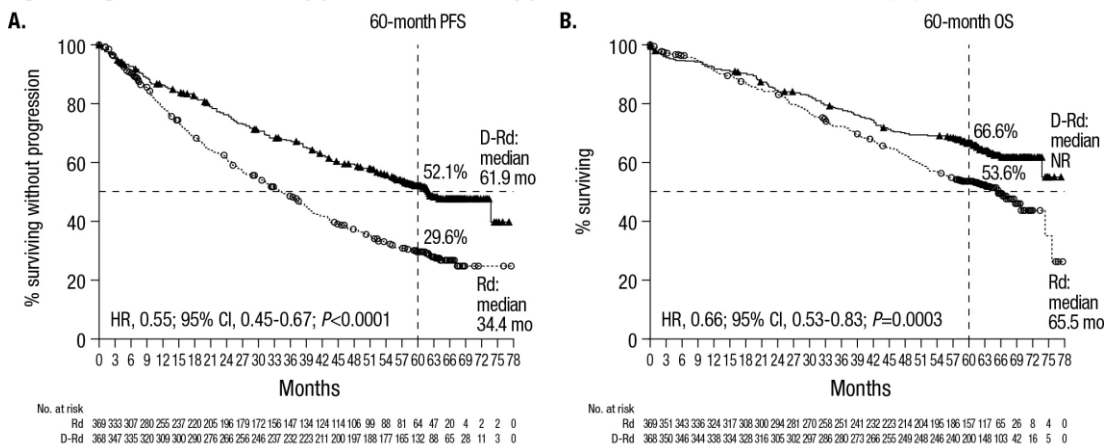 A.
60-month PFS
% surviving without progression
100
80
60
40
20
0
52.1%
29.6%
D-Rd:
median
61.9 mo
Rd:
median
34.4 mo
HR, 0.55; 95% CI, 0.45-0.67; P<0.0001
0 3 6 9 12 15 18 21 24 27 30 33 36 39 42 45 48 51 54 57 60 63 66 69 72 75 78
Months
No. at risk
Rd 369 333 307 280 255 237 220 205 196 179 172 156 147 134 124 114 106 99 88 81 64 47 20 4 2 2 0
D-Rd 368 347 335 320 309 300 290 276 266 256 246 237 232 223 211 200 197 188 177 165 132 88 65 28 11 3 0
B.
60-month OS
% surviving
100
80
60
40
20
0
66.6%
53.6%
D-Rd:
median
NR
Rd:
median
65.5 mo
HR, 0.66; 95% CI, 0.53-0.83; P=0.0003
0 3 6 9 12 15 18 21 24 27 30 33 36 39 42 45 48 51 54 57 60 63 66 69 72 75 78
Months
No. at risk
Rd 369 351 343 336 324 317 308 300 294 281 270 258 251 241 232 223 204 195 186 65 26 8 4 0
D-Rd 368 350 346 344 338 334 328 316 305 302 297 286 280 273 266 255 249 248 246 240 200 148 103 42 16 5 0